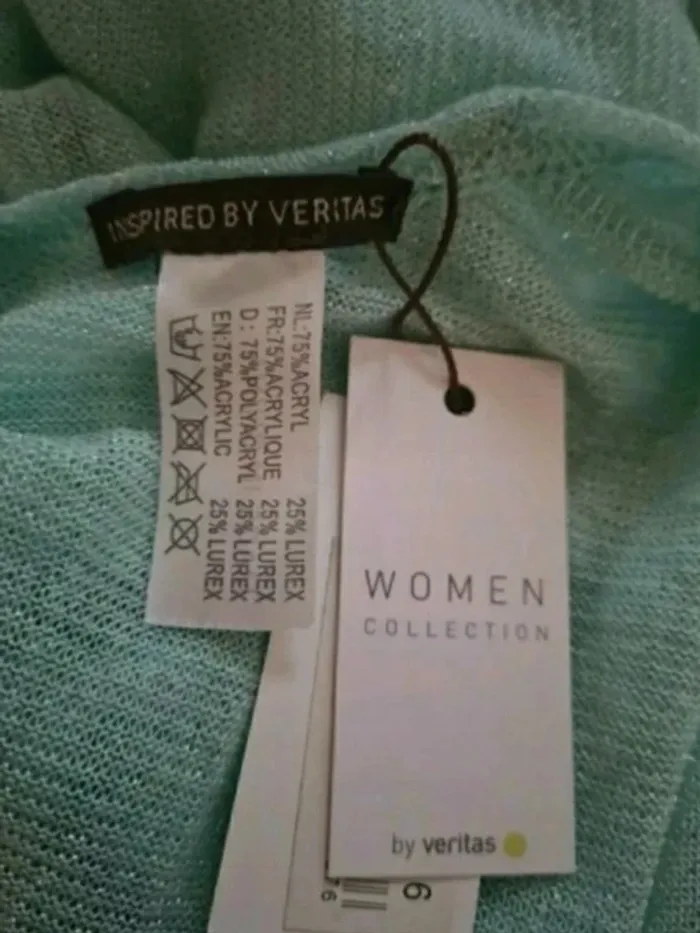 INSPIRED BY VERITAS
NL:75%ACRYL 25% LUREX
FR:75%ACRYLIQUE 25% LUREX
D: 75%POLYACRYL 25% LUREX
EN:75%ACRYLIC 25% LUREX
WOMEN
COLLECTION
by veritas